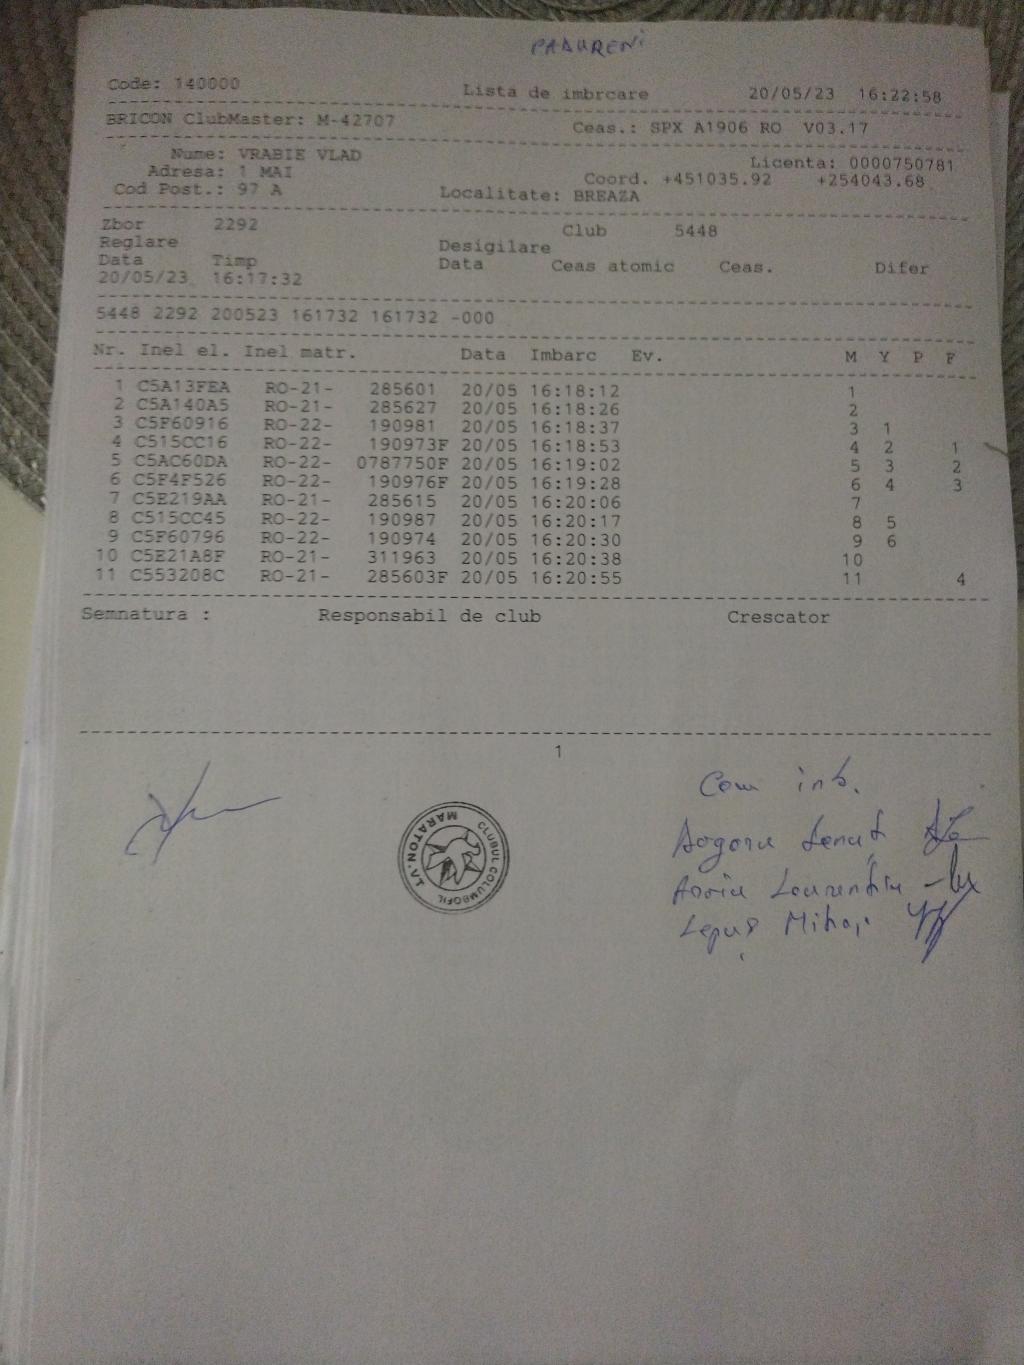 PADURENI
Code: 140000 Lista de imbrcare 20/05/23 16:22:58
BRICON ClubMaster: M-42707 Ceas.: SPX A1906 RO V03.17
Nume: VRABIE VLAD Licenta: 0000750781
Adresa: 1 MAI Coord. +451035.92 +254043.68
Cod Post.: 97 A Localitate: BREAZA
Zbor 2292 Club 5448
Reglare Desigilare
Data Timp Data Ceas atomic Ceas. Difer
20/05/23 16:17:32
5448 2292 200523 161732 161732 -000
Nr. Inel el. Inel matr. Data Imbarc Ev. M Y P F
1 C5A13FEA RO-21- 285601 20/05 16:18:12 1
2 C5A140A5 RO-21- 285627 20/05 16:18:26 2
3 C5F60916 RO-22- 190981 20/05 16:18:37 3 1
4 C515CC16 RO-22- 190973F 20/05 16:18:53 4 2 1
5 C5AC60DA RO-22- 0787750F 20/05 16:19:02 5 3 2
6 C5F4F526 RO-22- 190976F 20/05 16:19:28 6 4 3
7 C5E219AA RO-21- 285615 20/05 16:20:06 7
8 C515CC45 RO-22- 190987 20/05 16:20:17 8 5
9 C5F60796 RO-22- 190974 20/05 16:20:30 9 6
10 C5E21A8F RO-21- 311963 20/05 16:20:38 10
11 C553208C RO-21- 285603F 20/05 16:20:55 11 4
Semnatura : Responsabil de club Crescator
1
Com imb.
CLUBUL COLUMBOFIL MARATON.VT
Ionuț
Laurentiu
Lepuș Mihai